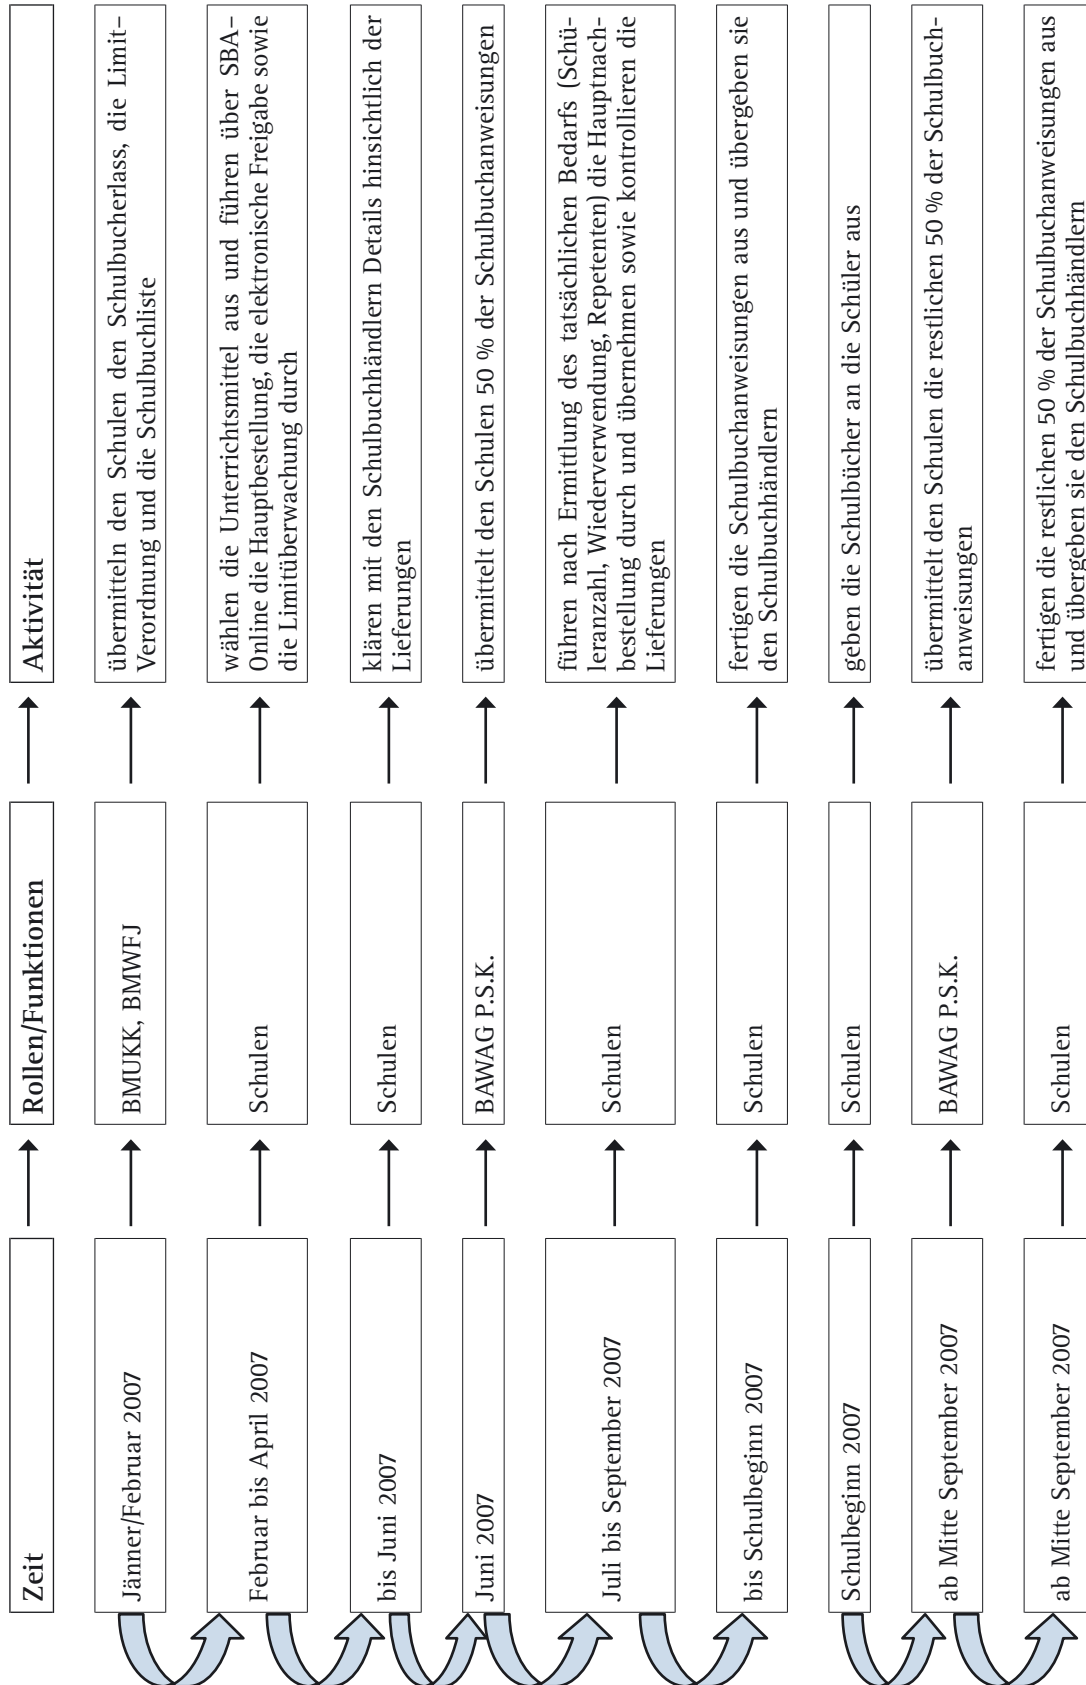 Zeit
Rollen/Funktionen
Aktivität
Jänner/Februar 2007
BMUKK, BMWFJ
übermitteln den Schulen den Schulbucherlass, die Limit-
Verordnung und die Schulbuchliste
Februar bis April 2007
Schulen
wählen die Unterrichtsmittel aus und führen über SBA-
Online die Hauptbestellung, die elektronische Freigabe sowie
die Limitüberwachung durch
bis Juni 2007
Schulen
klären mit den Schulbuchhändlern Details hinsichtlich der
Lieferungen
Juni 2007
BAWAG P.S.K.
übermittelt den Schulen 50 % der Schulbuchanweisungen
Juli bis September 2007
Schulen
führen nach Ermittlung des tatsächlichen Bedarfs (Schü-
leranzahl, Wiederverwendung, Repetenten) die Hauptnach-
bestellung durch und übernehmen sowie kontrollieren die
Lieferungen
bis Schulbeginn 2007
Schulen
fertigen die Schulbuchanweisungen aus und übergeben sie
den Schulbuchhändlern
Schulbeginn 2007
Schulen
geben die Schulbücher an die Schüler aus
ab Mitte September 2007
BAWAG P.S.K.
übermittelt den Schulen die restlichen 50 % der Schulbuch-
anweisungen
ab Mitte September 2007
Schulen
fertigen die restlichen 50 % der Schulbuchanweisungen aus
und übergeben sie den Schulbuchhändlern